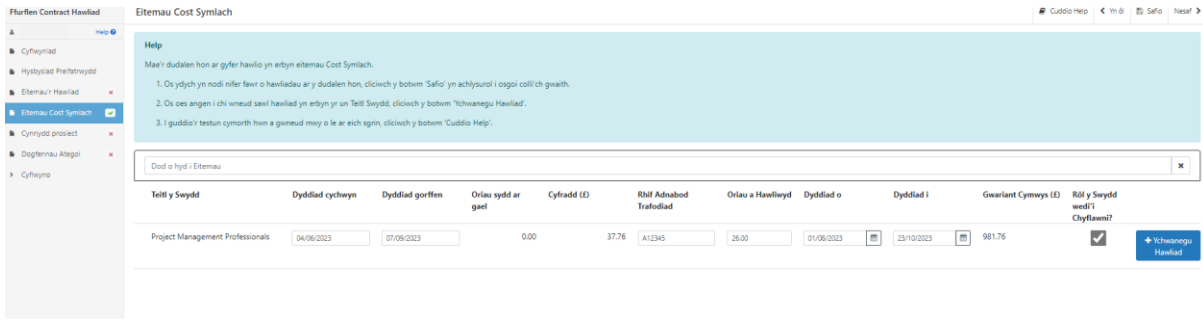 Ffurflen Contract Hawliad
Eitemau Cost Symlach
Cuddio Help
Yn ôl
Safio
Nesaf
Help
Cyflwyniad
Hysbysiad Preifatrwydd
Eitemau'r Hawliad
Eitemau Cost Symlach
Cynnydd prosiect
Dogfennau Ategol
Cyflwyno
Help
Mae'r dudalen hon ar gyfer hawlio yn erbyn eitemau Cost Symlach.
1. Os ydych yn nodi nifer fawr o hawliadau ar y dudalen hon, cliciwch y botwm 'Safio' yn achlysurol i osgoi colli'ch gwaith.
2. Os oes angen i chi wneud sawl hawliad yn erbyn yr un Teitl Swydd, cliciwch y botwm 'Ychwanegu Hawliad'.
3. I guddio'r testun cymorth hwn a gwneud mwy o le ar eich sgrin, cliciwch y botwm 'Cuddio Help'.
Dod o hyd i Eitemau
Teitl y Swydd
Dyddiad cychwyn
Dyddiad gorffen
Oriau sydd ar
gael
Cyfradd (£)
Rhif Adnabod
Trafodiad
Oriau a Hawliwyd
Dyddiad o
Dyddiad i
Gwariant Cymwys (£)
Rôl y Swydd
wedi'i
Chyflawni?
Project Management Professionals
04/06/2023
07/09/2023
0.00
37.76
A12345
26.00
01/08/2023
23/10/2023
981.76
+ Ychwanegu
Hawliad